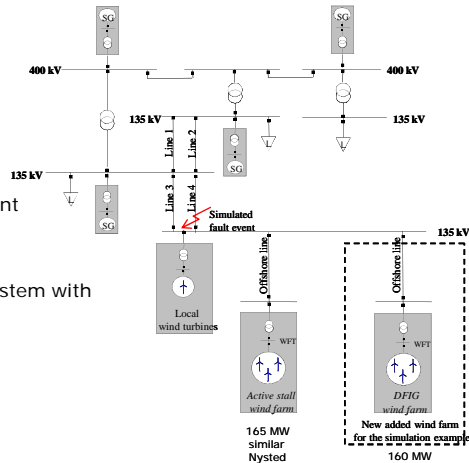 SG
SG
400 kV
400 kV
135 kV
135 kV
Line 1
Line 2
L
L
SG
135 kV
Line 3
Line 4
L
nt
SG
Simulated
fault event
135 kV
stem with
Local
wind turbines
Offshore line
Offshore line
WFT
WFT
Active stall
wind farm
DFIG
wind farm
New added wind farm
for the simulation example
165 MW
similar
Nysted
160 MW